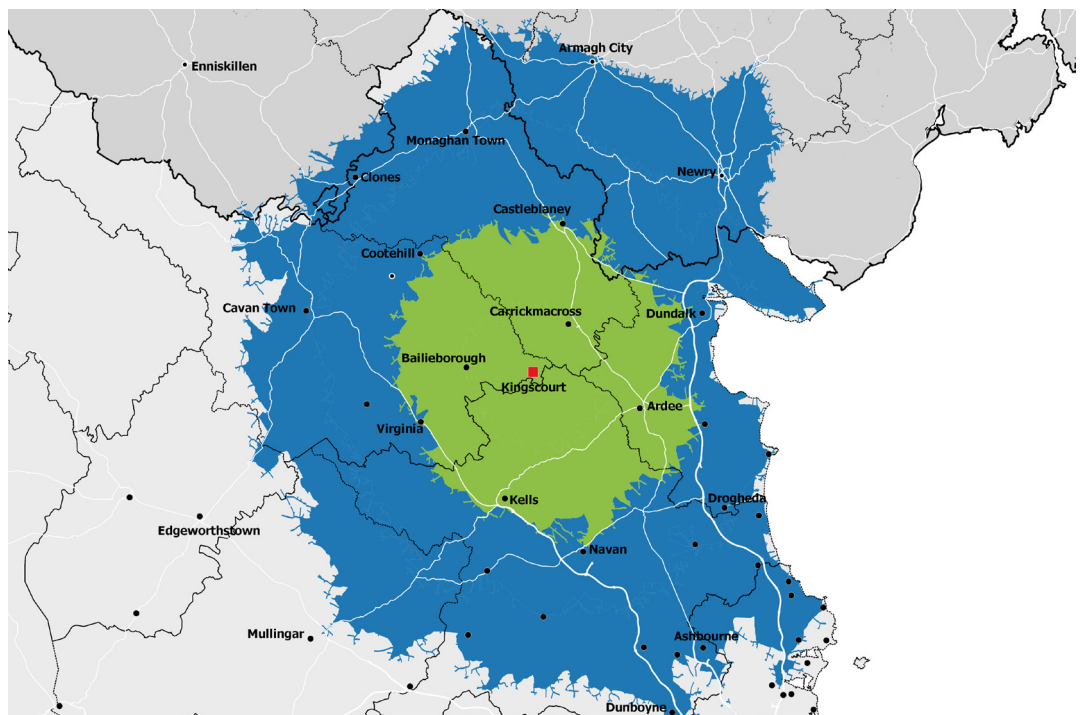 Armagh City
Enniskillen
Monaghan Town
Clones
Newry
Castleblaney
Cootehill
Cavan Town
Carrickmacross
Dundalk
Bailieborough
Kingscourt
Ardee
Virginia
Kells
Drogheda
Edgeworthstown
Navan
Mullingar
Ashbourne
Dunboyne